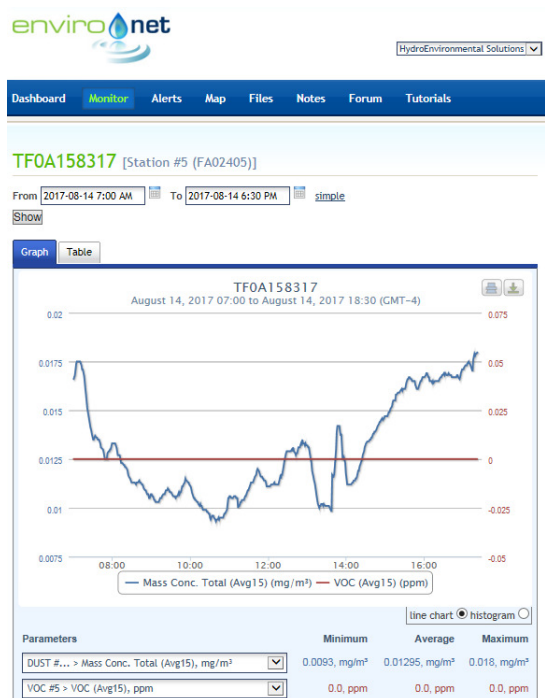 enviro net
HydroEnvironmental Solutions
Dashboard Monitor Alerts Map Files Notes Forum Tutorials
TF0A158317 [Station #5 (FA02405)]
From 2017-08-14 7:00 AM To 2017-08-14 6:30 PM simple
Show
Graph Table
TF0A158317
August 14, 2017 07:00 to August 14, 2017 18:30 (GMT-4)
0.02 0.075
0.0175 0.05
0.015 0.025
0.0125 0
0.01 -0.025
0.0075 -0.05
08:00 10:00 12:00 14:00 16:00
Mass Conc. Total (Avg15) (mg/m³) VOC (Avg15) (ppm)
line chart histogram
Parameters Minimum Average Maximum
DUST #... > Mass Conc. Total (Avg15), mg/m³ 0.0093, mg/m³ 0.01295, mg/m³ 0.018, mg/m³
VOC #5 > VOC (Avg15), ppm 0.0, ppm 0.0, ppm 0.0, ppm